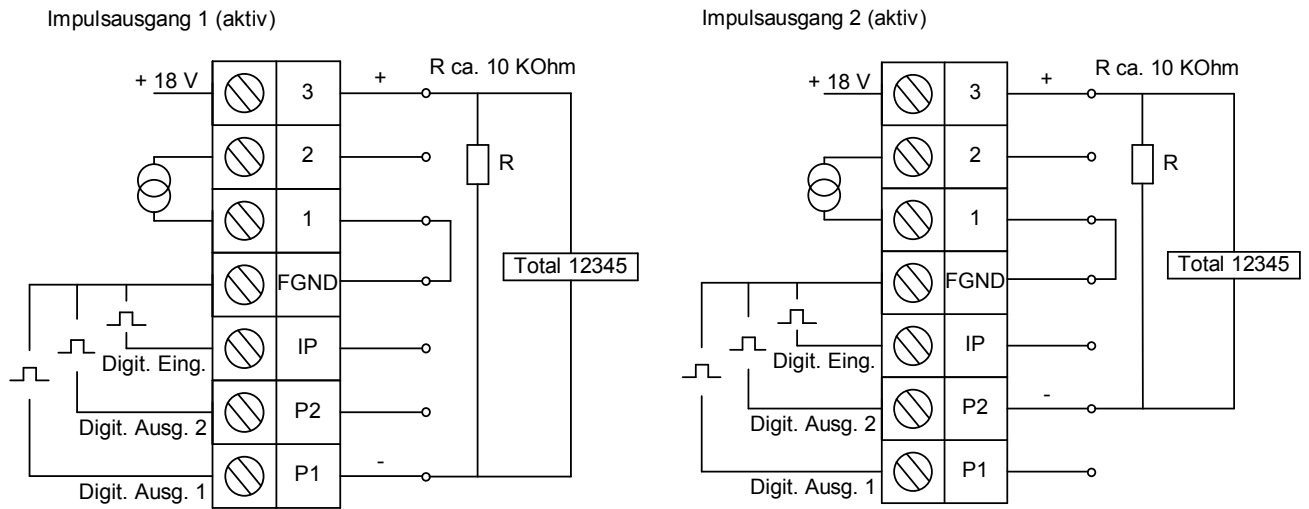 Impulsausgang 1 (aktiv)
+ 18 V
3
+
R ca. 10 KOhm
2
R
1
Total 12345
FGND
IP
Digit. Eing.
P2
Digit. Ausg. 2
P1
-
Digit. Ausg. 1
Impulsausgang 2 (aktiv)
+ 18 V
3
+
R ca. 10 KOhm
2
R
1
Total 12345
FGND
IP
Digit. Eing.
P2
-
Digit. Ausg. 2
P1
Digit. Ausg. 1